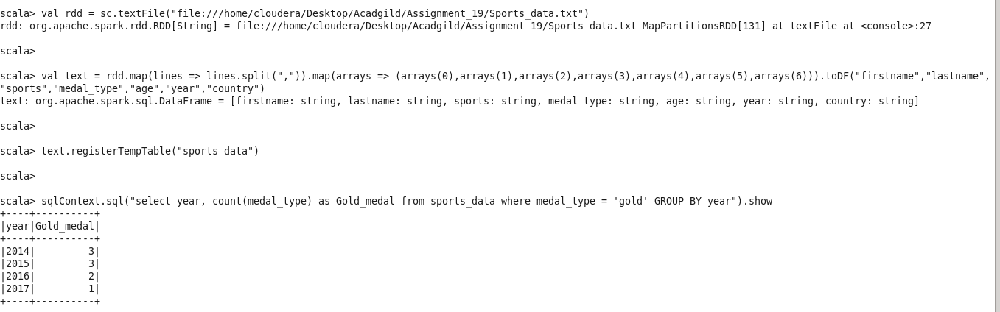 scala> val rdd = sc.textFile("file:///home/cloudera/Desktop/Acadgild/Assignment_19/Sports_data.txt")
rdd: org.apache.spark.rdd.RDD[String] = file:///home/cloudera/Desktop/Acadgild/Assignment_19/Sports_data.txt MapPartitionsRDD[131] at textFile at <console>:27
scala>
scala> val text = rdd.map(lines => lines.split(",")).map(arrays => (arrays(0),arrays(1),arrays(2),arrays(3),arrays(4),arrays(5),arrays(6))).toDF("firstname","lastname",
"sports","medal_type","age","year","country")
text: org.apache.spark.sql.DataFrame = [firstname: string, lastname: string, sports: string, medal_type: string, age: string, year: string, country: string]
scala>
scala> text.registerTempTable("sports_data")
scala>
scala> sqlContext.sql("select year, count(medal_type) as Gold_medal from sports_data where medal_type = 'gold' GROUP BY year").show
+----+----------+
|year|Gold_medal|
+----+----------+
|2014|         3|
|2015|         3|
|2016|         2|
|2017|         1|
+----+----------+